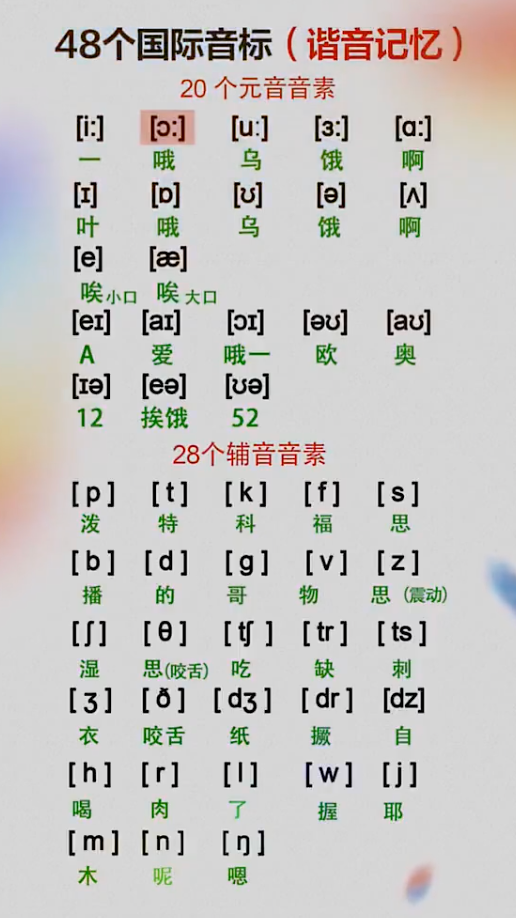 48个国际音标（谐音记忆）
20 个元音音素
[i:] [ɔ:] [u:] [ɜ:] [ɑ:]
一 哦 乌 饿 啊
[ɪ] [ɒ] [ʊ] [ə] [ʌ]
叶 哦 乌 饿 啊
[e] [æ]
唉小口 唉大口
[eɪ] [aɪ] [ɔɪ] [əʊ] [aʊ]
A 爱 哦一 欧 奥
[ɪə] [eə] [ʊə]
12 挨饿 52
28个辅音音素
[ p ] [ t ] [ k ] [ f ] [ s ]
泼 特 科 福 思
[ b ] [ d ] [ g ] [ v ] [ z ]
播 的 哥 物 思（震动）
[ ʃ ] [ θ ] [ tʃ ] [ tr ] [ ts ]
湿 思(咬舌) 吃 缺 刺
[ ʒ ] [ ð ] [ dʒ ] [ dr ] [dz]
衣 咬舌 纸 撅 自
[ h ] [ r ] [ l ] [ w ] [ j ]
喝 肉 了 握 耶
[ m ] [ n ] [ ŋ ]
木 呢 嗯